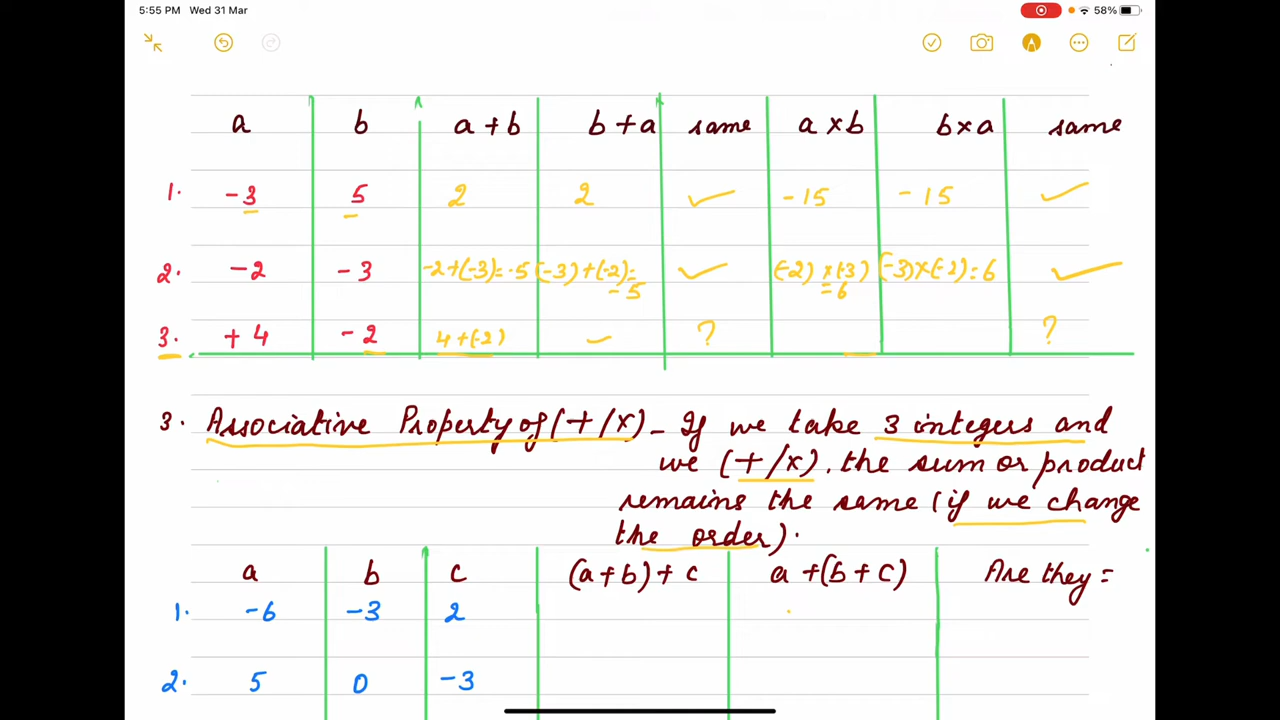 5:55 PM Wed 31 Mar 58%
a b a + b b + a same a × b b × a same
1. -3 5 2 2 ✓ -15 -15 ✓
2. -2 -3 -2+(-3)=-5 (-3)+(-2)= -5 ✓ (-2) × (-3) = 6 (-3)×(-2)=6 ✓
3. +4 -2 4+(-2) ✓ ? ?
3. Associative Property of (+/×) - If we take 3 integers and
we (+/×). the sum or product
remains the same (if we change
the order).
a b c (a+b) + c a +(b + c) Are they =
1. -6 -3 2
2. 5 0 -3